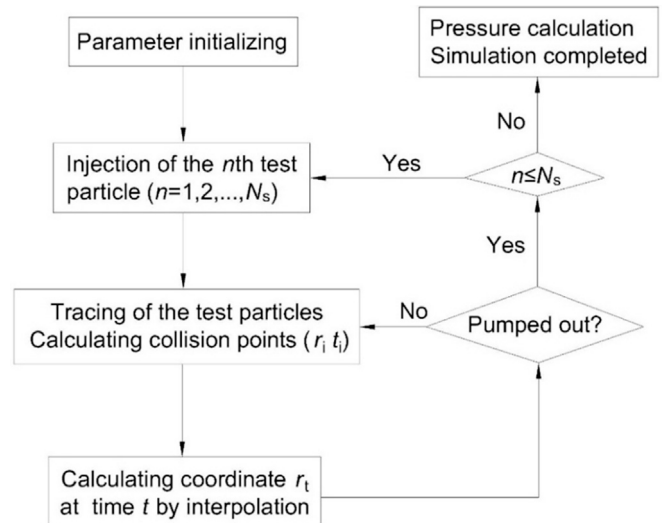 Parameter initializing
Pressure calculation
Simulation completed
No
Injection of the nth test
particle (n=1,2,...,Ns)
Yes
n≤Ns
Yes
Tracing of the test particles
Calculating collision points (ri ti)
No
Pumped out?
Calculating coordinate rt
at time t by interpolation